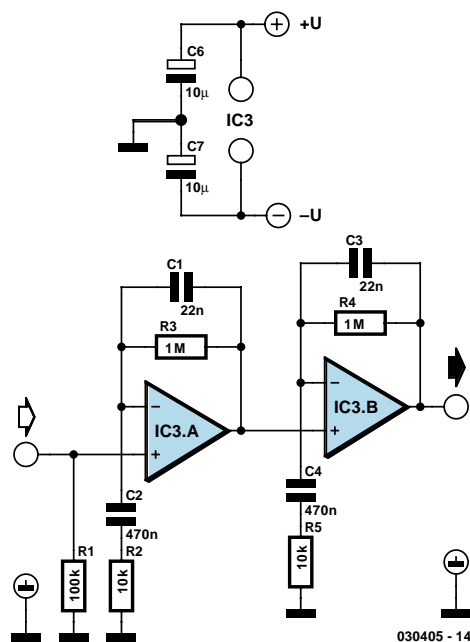 C6
+U
10µ
IC3
C7
10µ
−U
C1
22n
R3
1M
−
IC3.A
+
C2
470n
R1
100k
R2
10k
C3
22n
R4
1M
−
IC3.B
+
C4
470n
R5
10k
030405 - 14